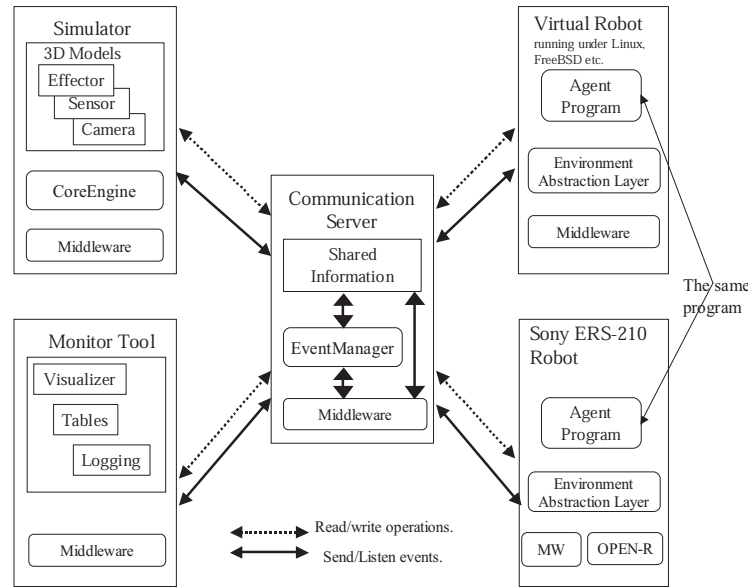 Simulator
3D Models
Effector
Sensor
Camera
CoreEngine
Middleware
Virtual Robot
running under Linux,
FreeBSD etc.
Agent
Program
Environment
Abstraction Layer
Middleware
Communication
Server
Shared
Information
EventManager
Middleware
The same
program
Monitor Tool
Visualizer
Tables
Logging
Middleware
Sony ERS-210
Robot
Agent
Program
Environment
Abstraction Layer
MW
OPEN-R
Read/write operations.
Send/Listen events.